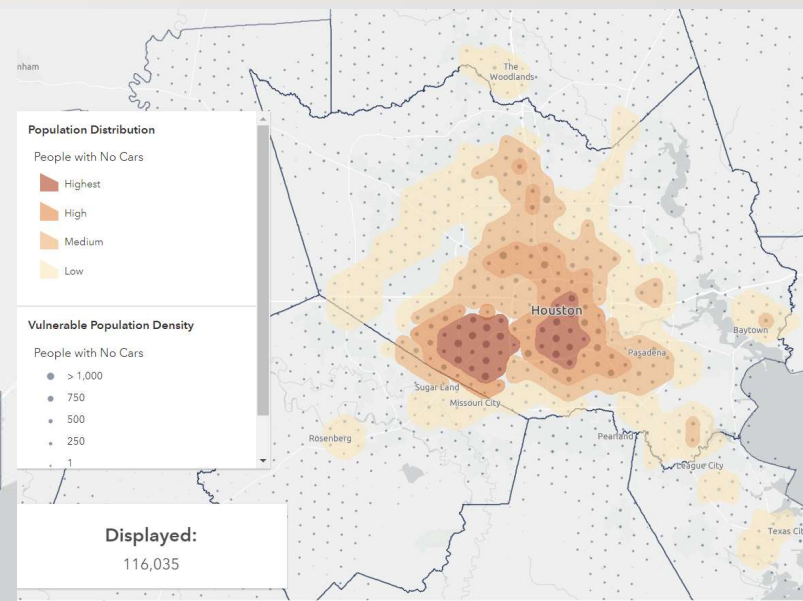 nham
The
Woodlands
Population Distribution
People with No Cars
Highest
High
Medium
Low
Vulnerable Population Density
People with No Cars
> 1,000
750
500
250
1
Houston
Baytown
Pasadena
Sugar Land
Missouri City
Rosenberg
Pearland
League City
Texas Cit
Displayed:
116,035